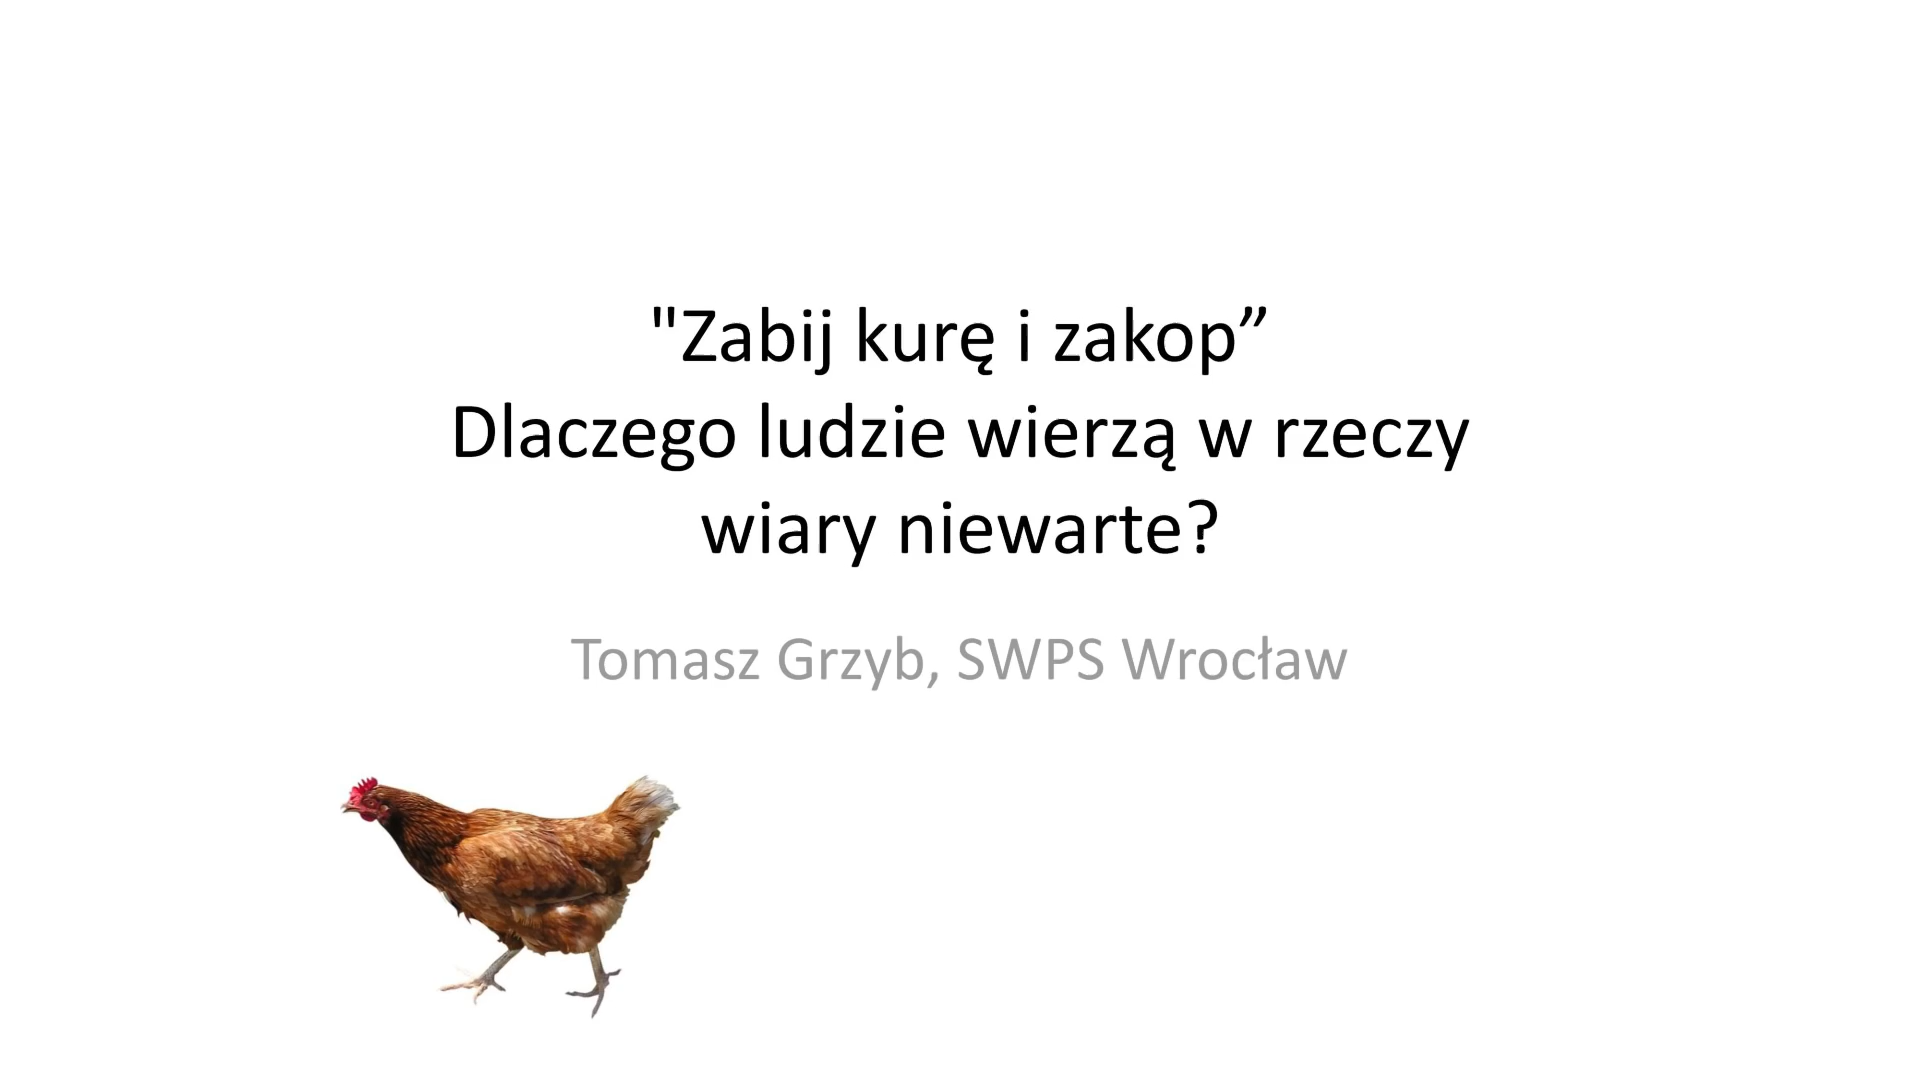 "Zabij kurę i zakop”
Dlaczego ludzie wierzą w rzeczy
wiary niewarte?
Tomasz Grzyb, SWPS Wrocław